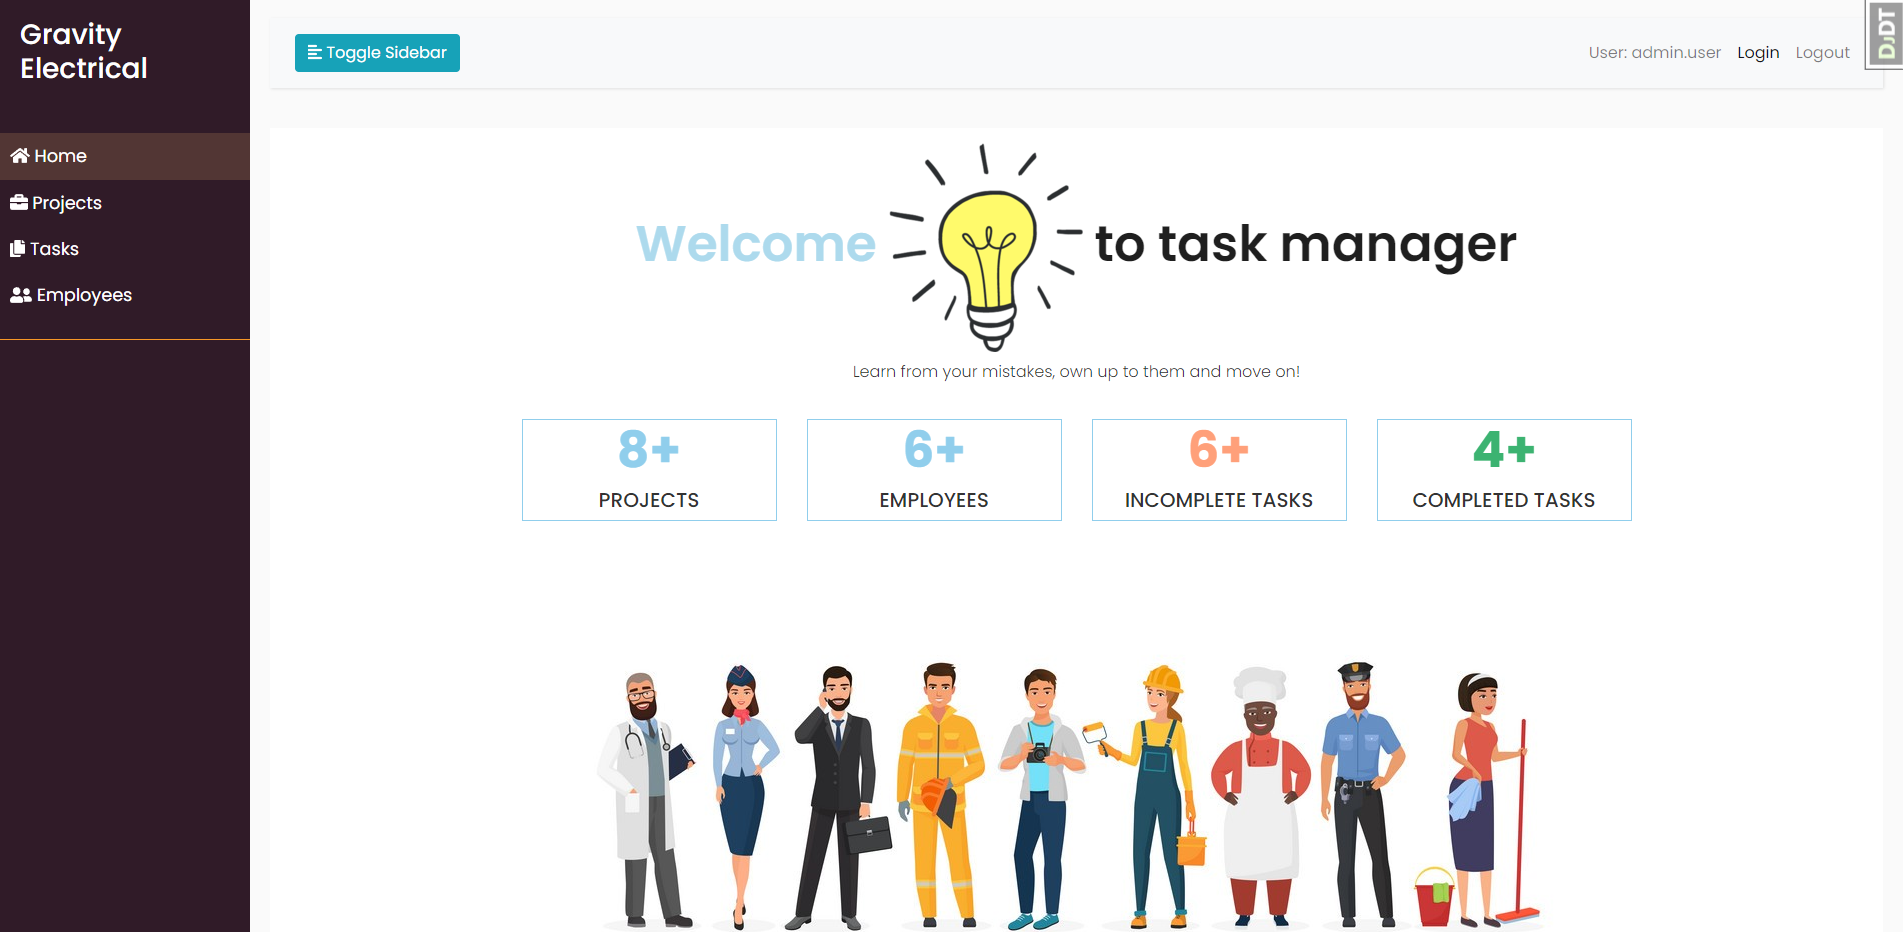 Gravity
Electrical
Home
Projects
Tasks
Employees
Toggle Sidebar
User: admin.user Login Logout
DJDT
Welcome to task manager
Learn from your mistakes, own up to them and move on!
8+
PROJECTS
6+
EMPLOYEES
6+
INCOMPLETE TASKS
4+
COMPLETED TASKS